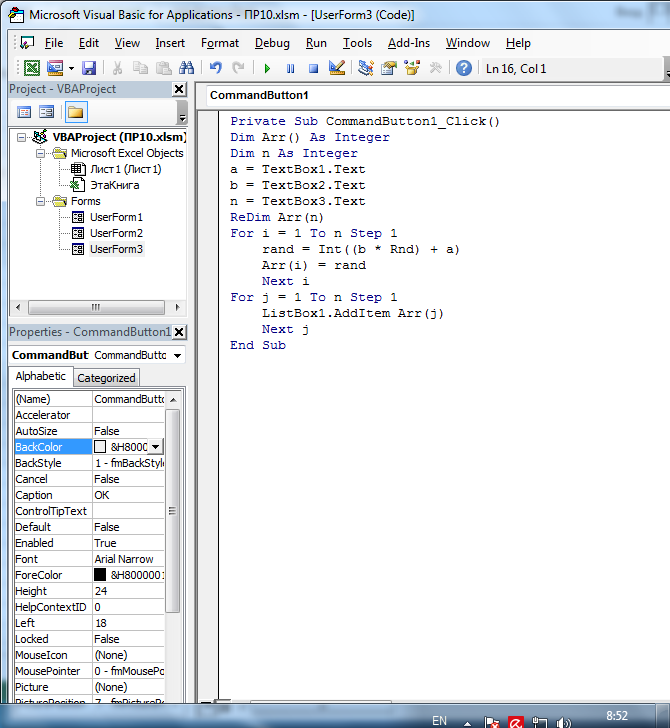 Microsoft Visual Basic for Applications - ПР10.xlsm - [UserForm3 (Code)]
File Edit View Insert Format Debug Run Tools Add-Ins Window Help
Ln 16, Col 1
Project - VBAProject
VBAProject (ПР10.xlsm)
Microsoft Excel Objects
Лист1 (Лист1)
ЭтаКнига
Forms
UserForm1
UserForm2
UserForm3
Properties - CommandButton1
CommandBut CommandButto
Alphabetic Categorized
(Name) CommandButto
Accelerator
AutoSize False
BackColor &H8000
BackStyle 1 - fmBackStyle
Cancel False
Caption OK
ControlTipText
Default False
Enabled True
Font Arial Narrow
ForeColor &H8000001
Height 24
HelpContextID 0
Left 18
Locked False
MouseIcon (None)
MousePointer 0 - fmMousePo
Picture (None)
PicturePosition 7 - fmPicturePo
CommandButton1
Private Sub CommandButton1_Click()
Dim Arr() As Integer
Dim n As Integer
a = TextBox1.Text
b = TextBox2.Text
n = TextBox3.Text
ReDim Arr(n)
For i = 1 To n Step 1
rand = Int((b * Rnd) + a)
Arr(i) = rand
Next i
For j = 1 To n Step 1
ListBox1.AddItem Arr(j)
Next j
End Sub
EN 8:52